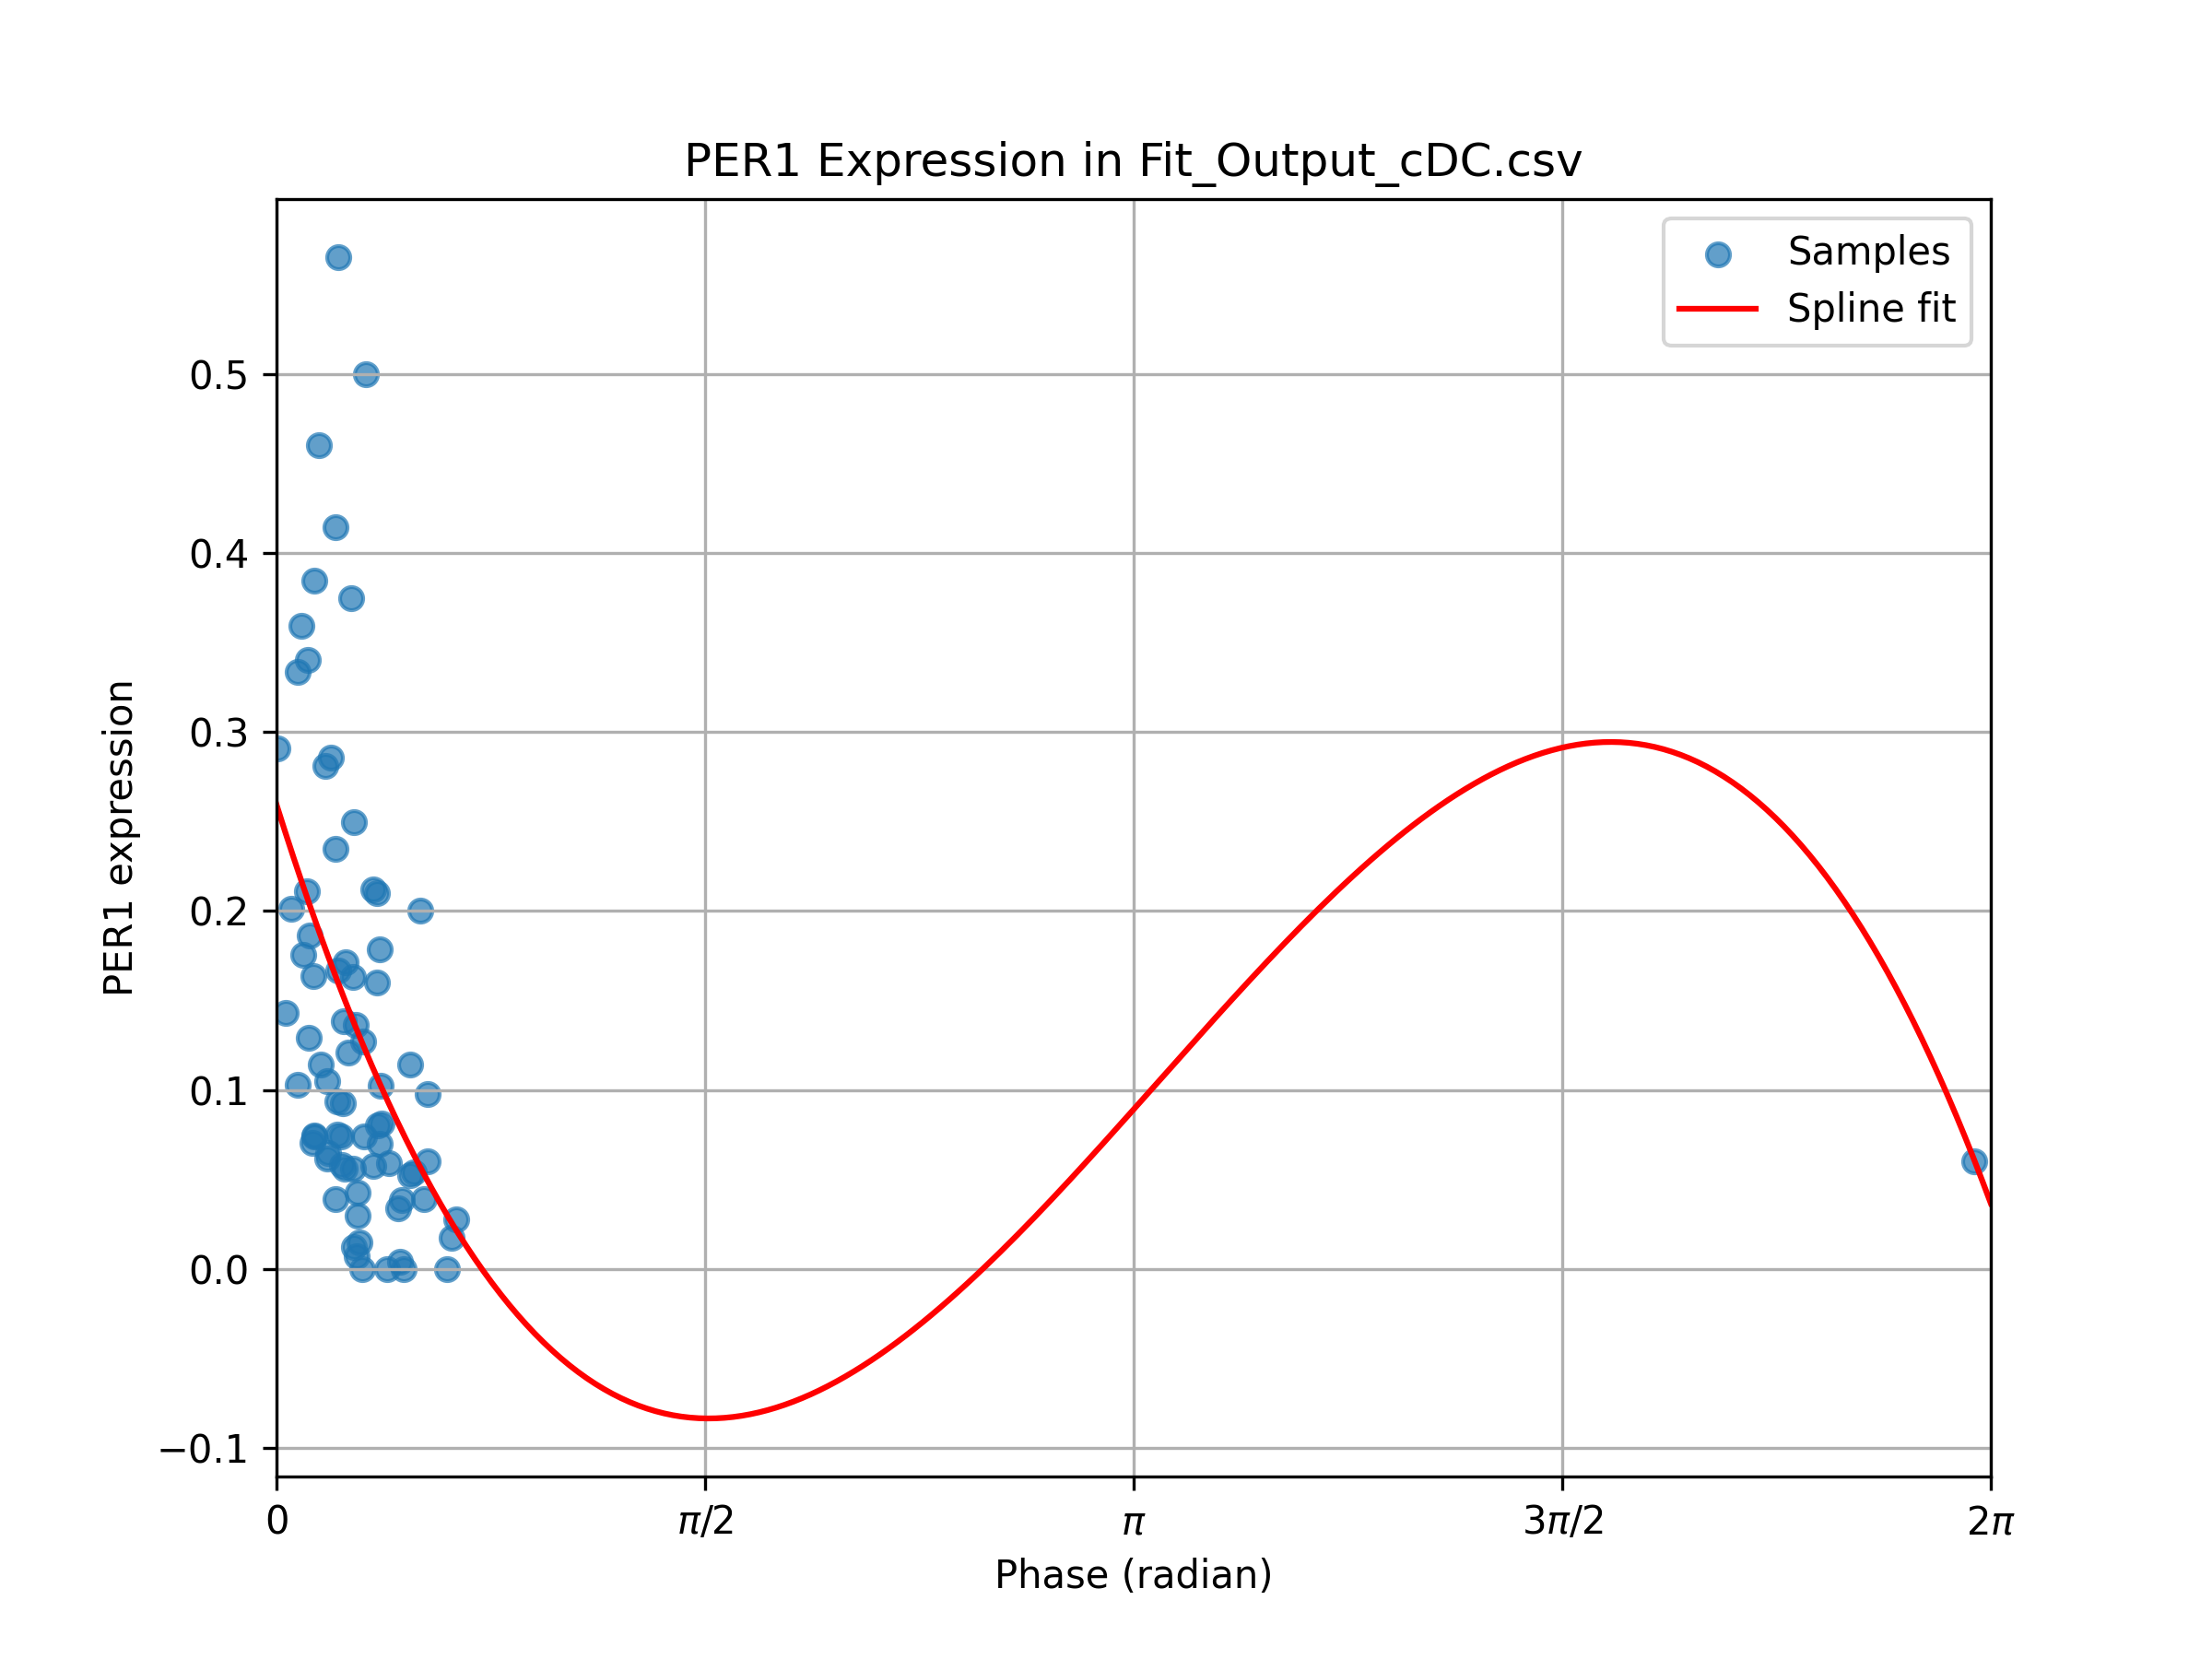 PER1 Expression in Fit_Output_cDC.csv
Samples
Spline fit
PER1 expression
0.5
0.4
0.3
0.2
0.1
0.0
−0.1
0
π/2
π
3π/2
2π
Phase (radian)